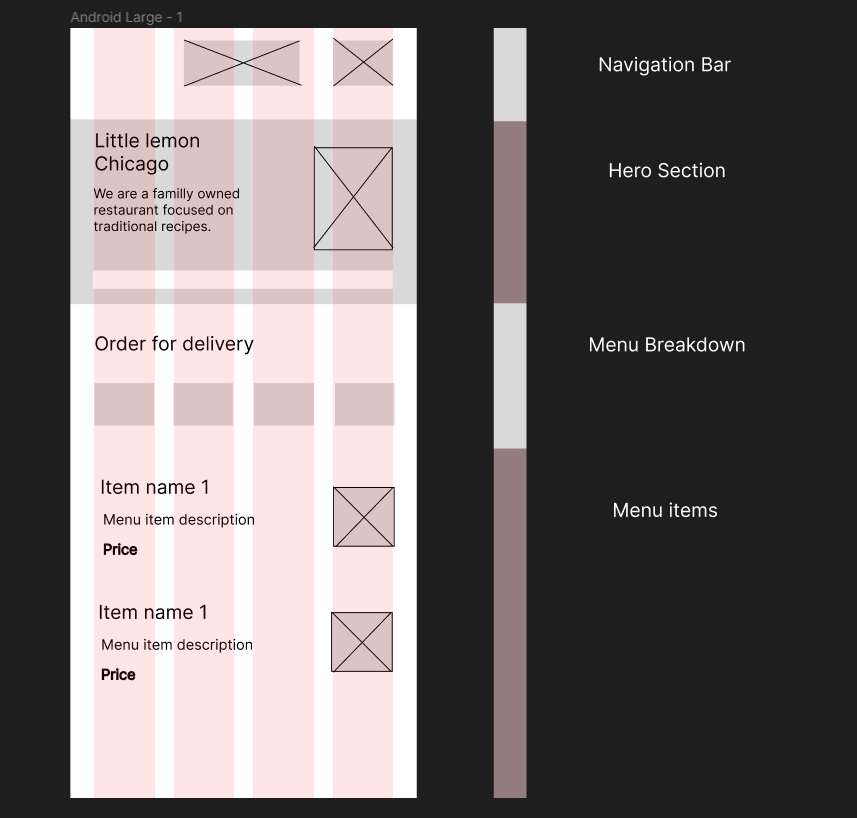 Android Large - 1
Navigation Bar
Little lemon
Chicago
We are a familly owned
restaurant focused on
traditional recipes.
Hero Section
Order for delivery
Menu Breakdown
Item name 1
Menu item description
Price
Menu items
Item name 1
Menu item description
Price